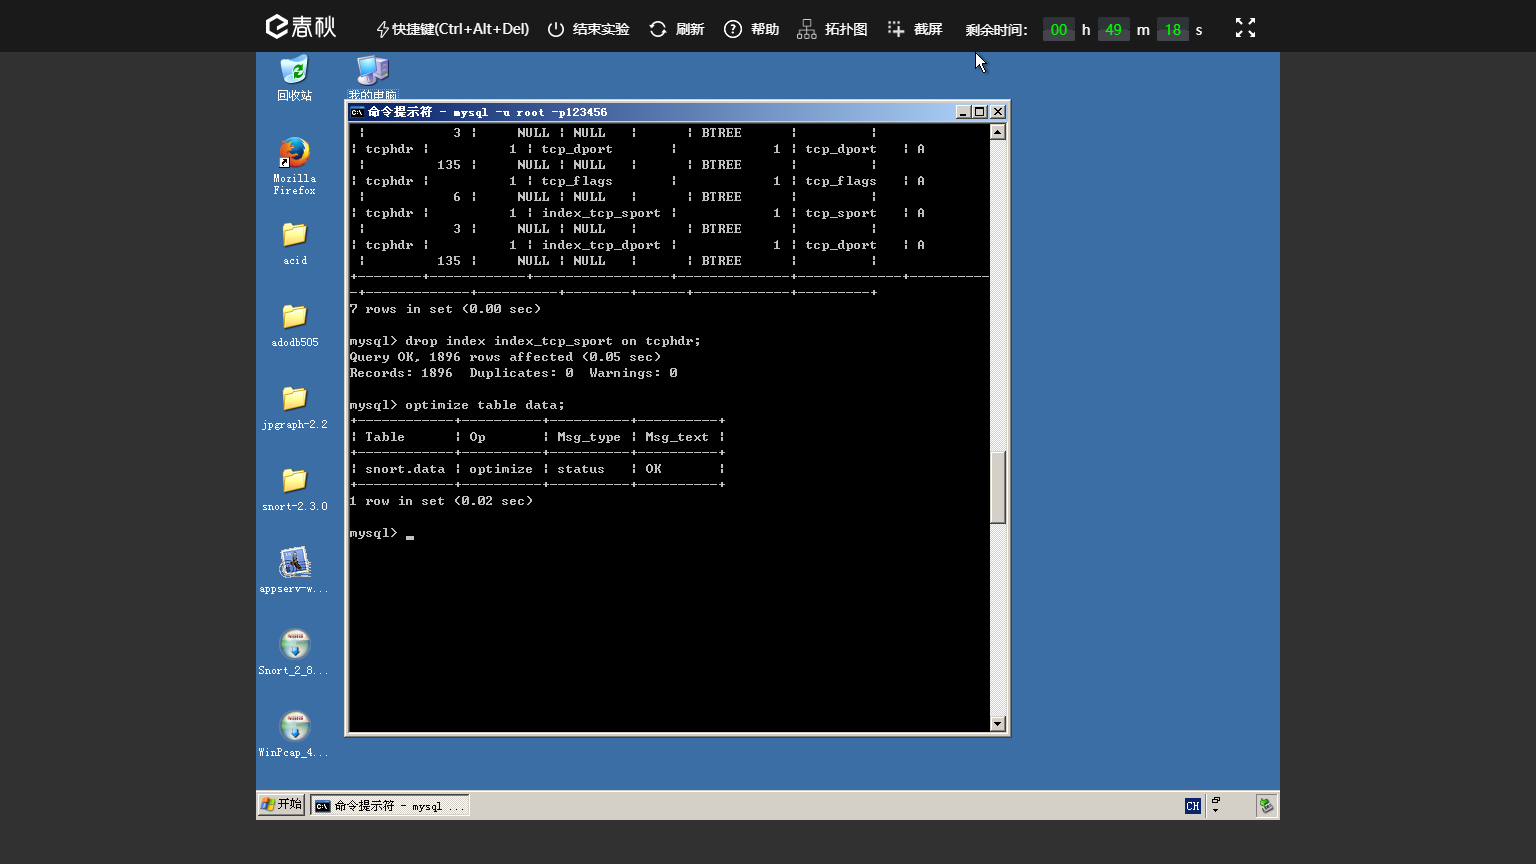 春秋 快捷键(Ctrl+Alt+Del) 结束实验 刷新 帮助 拓扑图 截屏 剩余时间： 00 h 49 m 18 s
回收站
我的电脑
Mozilla
Firefox
acid
adodb505
jpgraph-2.2
snort-2.3.0
appserv-w...
Snort_2_8...
WinPcap_4...
命令提示符 - mysql -u root -p123456
|           3 |     NULL | NULL   |      | BTREE      |         |
| tcphdr |          1 | tcp_dport       |            1 | tcp_dport   | A
|         135 |     NULL | NULL   |      | BTREE      |         |
| tcphdr |          1 | tcp_flags       |            1 | tcp_flags   | A
|           6 |     NULL | NULL   |      | BTREE      |         |
| tcphdr |          1 | index_tcp_sport |            1 | tcp_sport   | A
|           3 |     NULL | NULL   |      | BTREE      |         |
| tcphdr |          1 | index_tcp_dport |            1 | tcp_dport   | A
|         135 |     NULL | NULL   |      | BTREE      |         |
+--------+------------+-----------------+--------------+-------------+----------
-+-------------+----------+--------+------+------------+---------+
7 rows in set (0.00 sec)
mysql> drop index index_tcp_sport on tcphdr;
Query OK, 1896 rows affected (0.05 sec)
Records: 1896  Duplicates: 0  Warnings: 0
mysql> optimize table data;
+------------+----------+----------+----------+
| Table      | Op       | Msg_type | Msg_text |
+------------+----------+----------+----------+
| snort.data | optimize | status   | OK       |
+------------+----------+----------+----------+
1 row in set (0.02 sec)
mysql> _
开始 命令提示符 - mysql ... CH